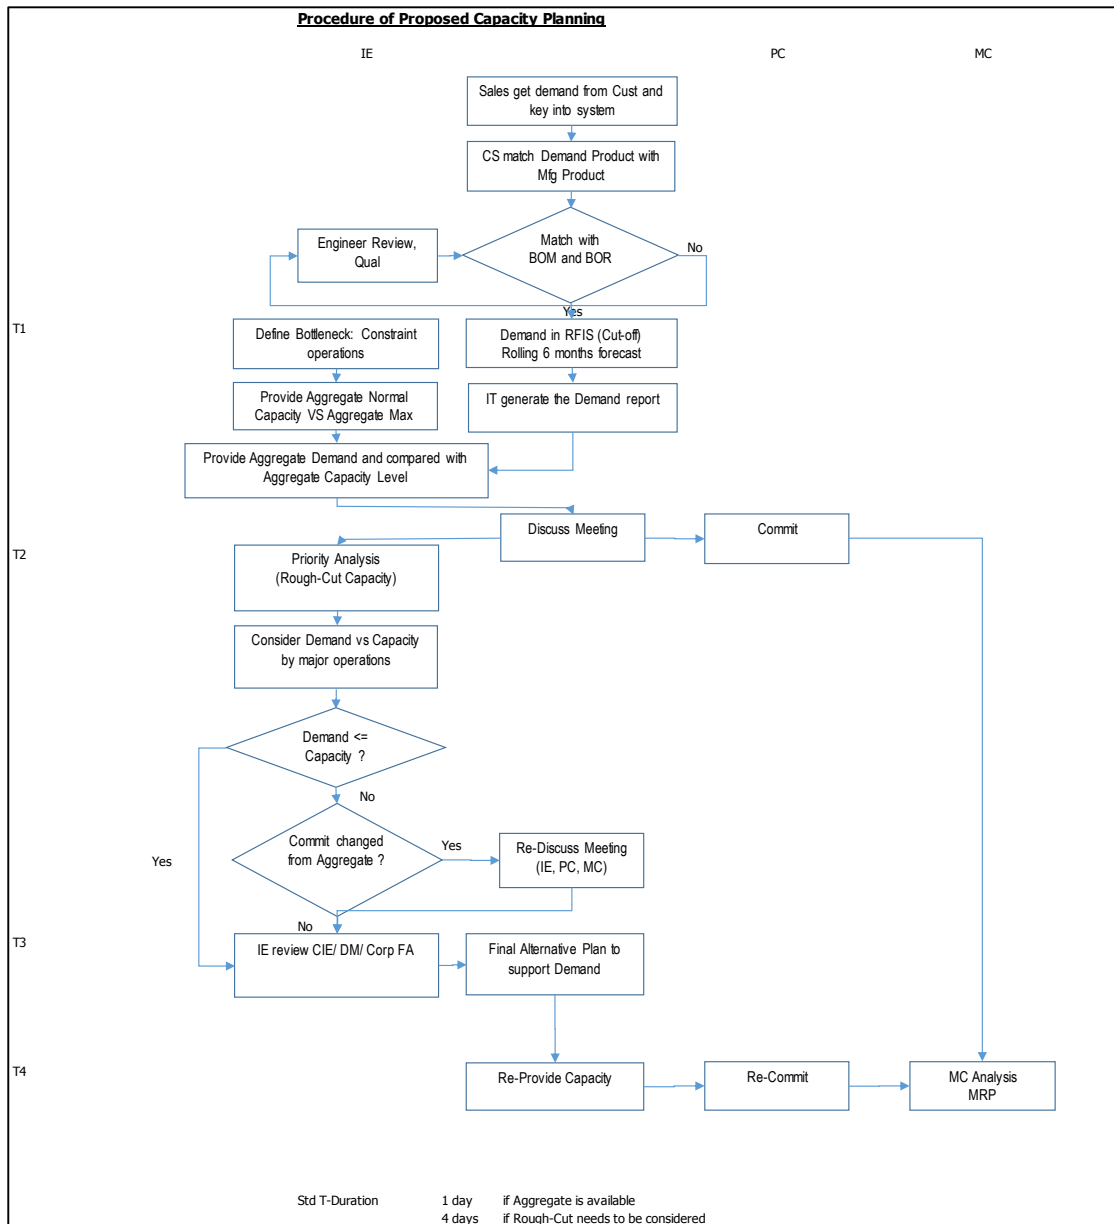 Procedure of Proposed Capacity Planning
IE
PC
MC
Sales get demand from Cust and
key into system
CS match Demand Product with
Mfg Product
Engineer Review,
Qual
Match with
BOM and BOR
No
Yes
T1
Define Bottleneck: Constraint
operations
Demand in RFIS (Cut-off)
Rolling 6 months forecast
Provide Aggregate Normal
Capacity VS Aggregate Max
IT generate the Demand report
Provide Aggregate Demand and compared with
Aggregate Capacity Level
Discuss Meeting
Commit
T2
Priority Analysis
(Rough-Cut Capacity)
Consider Demand vs Capacity
by major operations
Demand <=
Capacity ?
No
Commit changed
from Aggregate ?
Yes
Re-Discuss Meeting
(IE, PC, MC)
Yes
No
T3
IE review CIE/ DM/ Corp FA
Final Alternative Plan to
support Demand
T4
Re-Provide Capacity
Re-Commit
MC Analysis
MRP
Std T-Duration 1 day if Aggregate is available
4 days if Rough-Cut needs to be considered